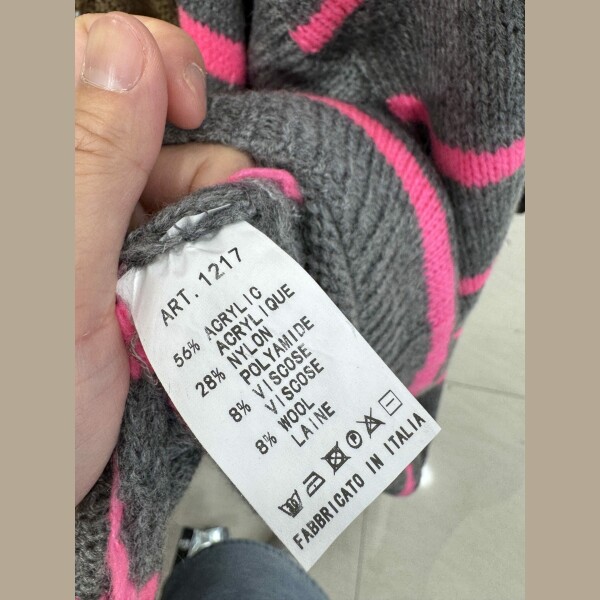 ART. 1217
56% ACRYLIC
ACRYLIQUE
28% NYLON
POLYAMIDE
8% VISCOSE
VISCOSE
8% WOOL
LAINE
FABBRICATO IN ITALIA